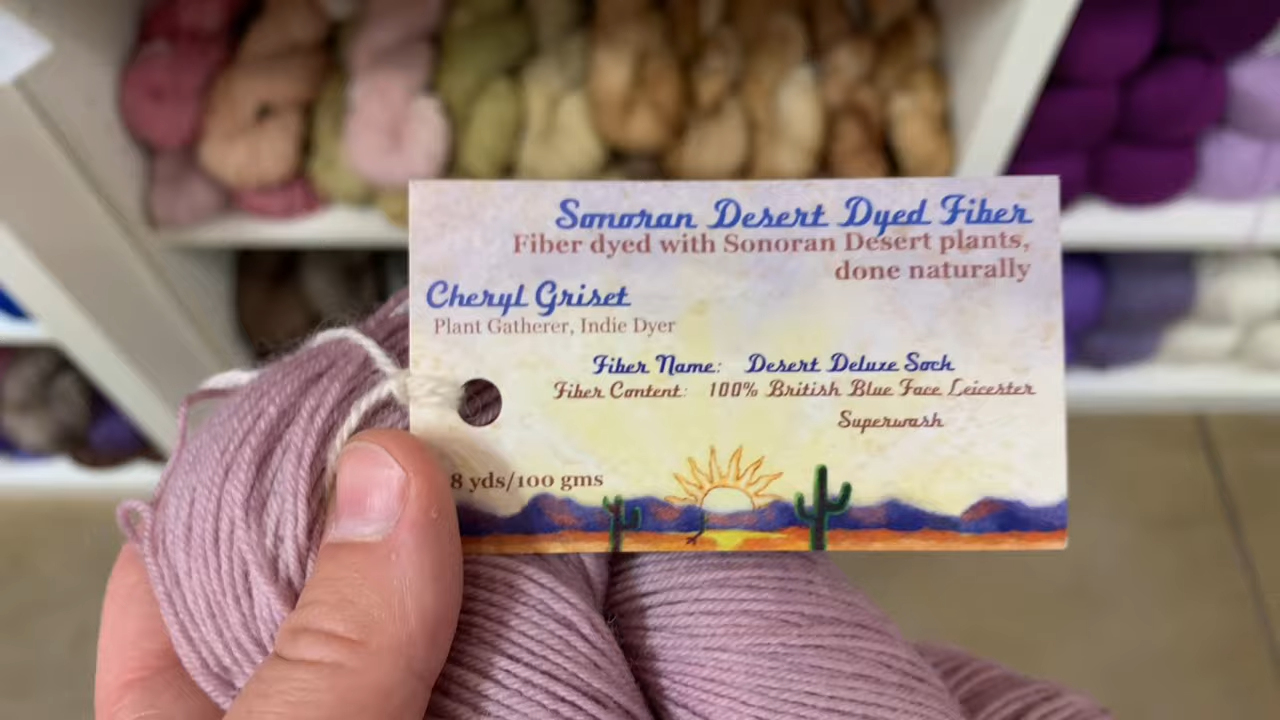 Sonoran Desert Dyed Fiber
Fiber dyed with Sonoran Desert plants,
done naturally
Cheryl Griset
Plant Gatherer, Indie Dyer
Fiber Name: Desert Deluxe Sock
Fiber Content: 100% British Blue Face Leicester
Superwash
8 yds/100 gms